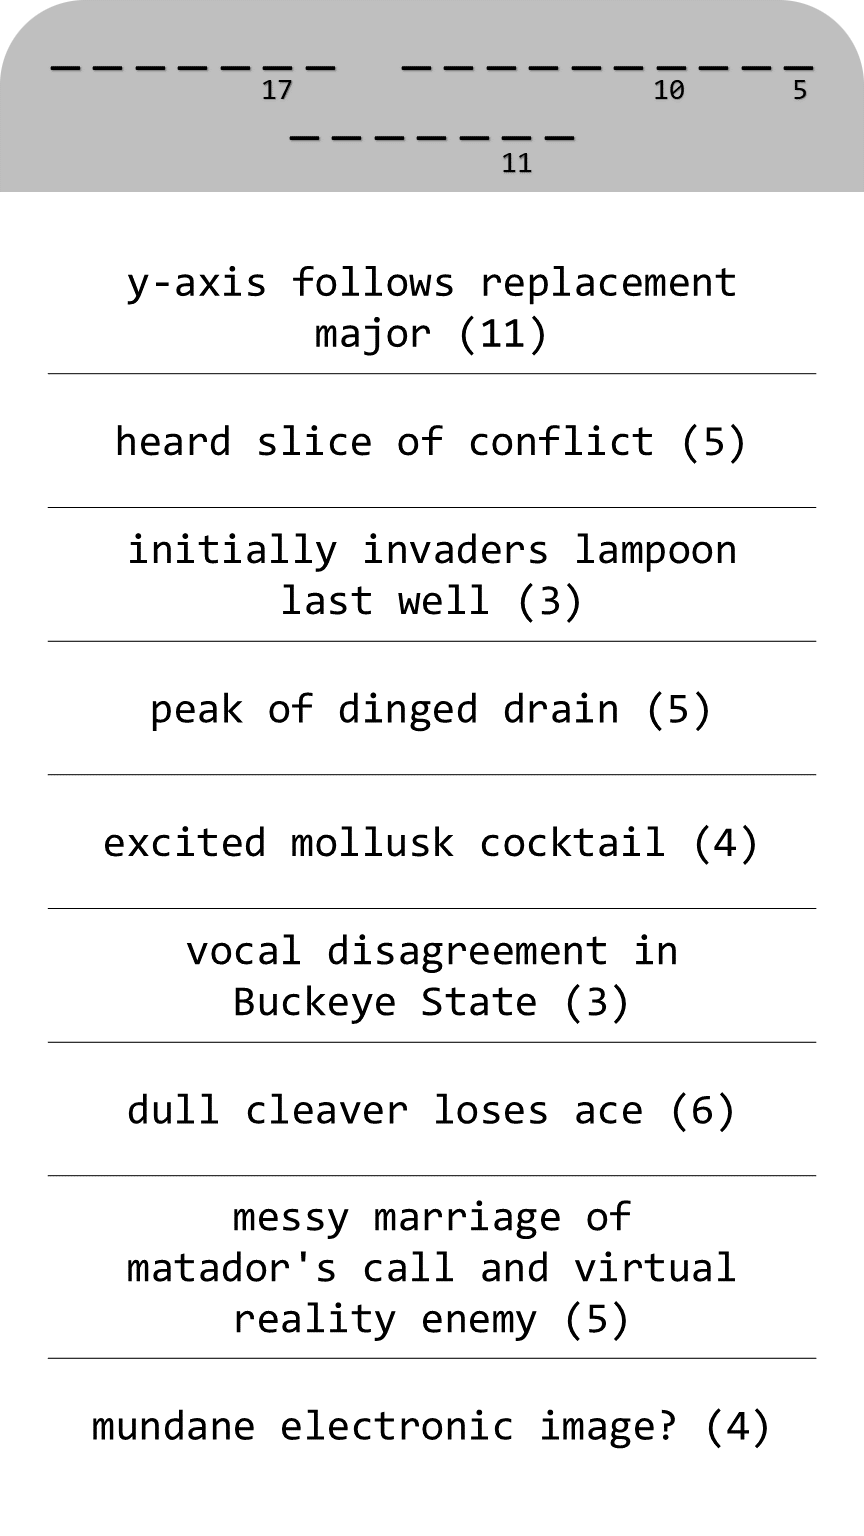 17 10 5
11
y-axis follows replacement
major (11)
heard slice of conflict (5)
initially invaders lampoon
last well (3)
peak of dinged drain (5)
excited mollusk cocktail (4)
vocal disagreement in
Buckeye State (3)
dull cleaver loses ace (6)
messy marriage of
matador's call and virtual
reality enemy (5)
mundane electronic image? (4)